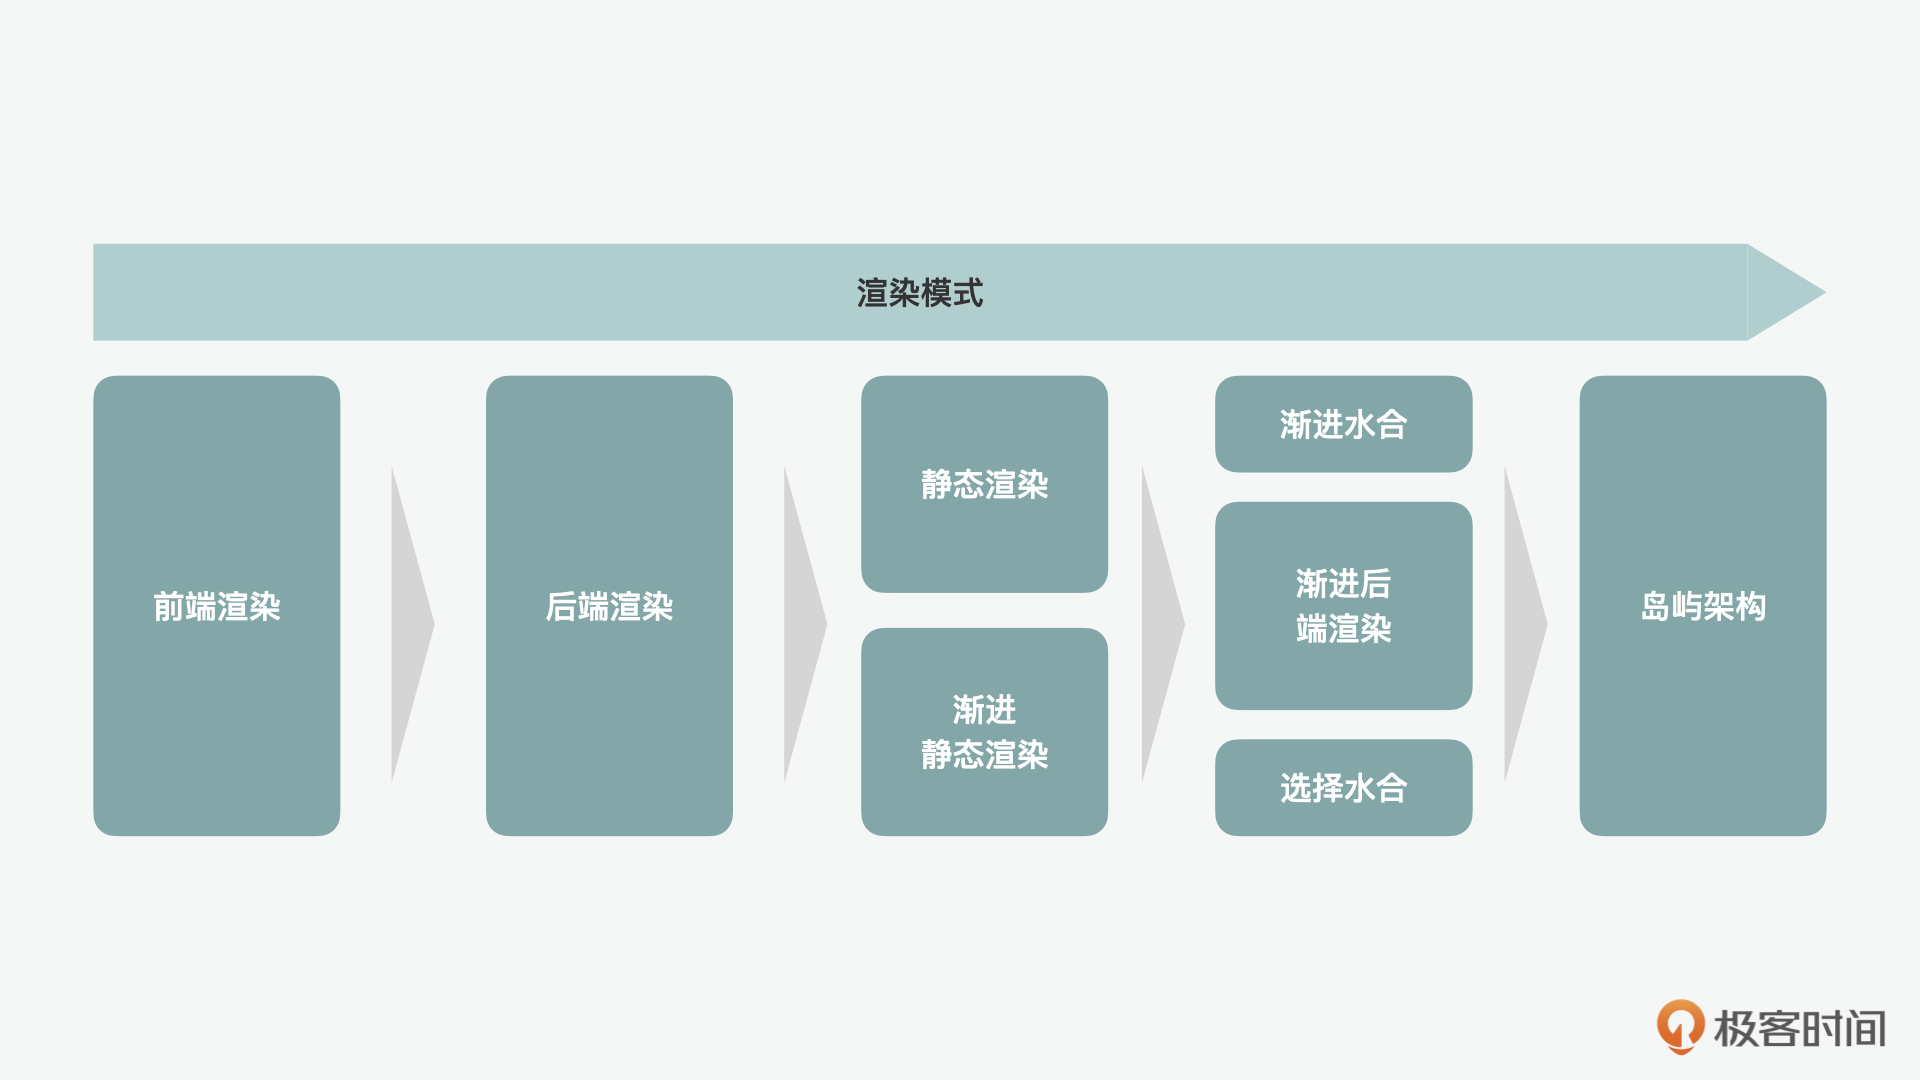 渲染模式
前端渲染
后端渲染
静态渲染
渐进
静态渲染
渐进水合
渐进后
端渲染
选择水合
岛屿架构
极客时间